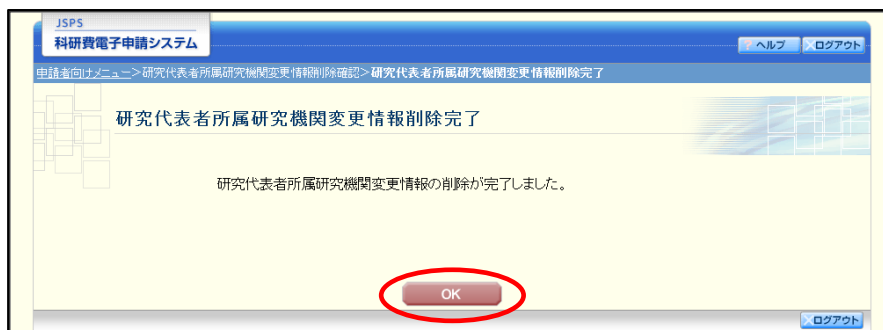 JSPS
科研費電子申請システム
ヘルプ ログアウト
申請者向けメニュー>研究代表者所属研究機関変更情報削除確認>研究代表者所属研究機関変更情報削除完了
研究代表者所属研究機関変更情報削除完了
研究代表者所属研究機関変更情報の削除が完了しました。
OK
ログアウト